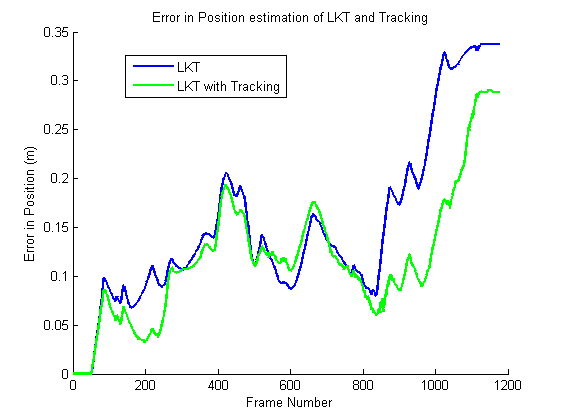 Error in Position estimation of LKT and Tracking
0.35
0.3
0.25
0.2
0.15
0.1
0.05
0
Error in Position (m)
LKT
LKT with Tracking
0 200 400 600 800 1000 1200
Frame Number